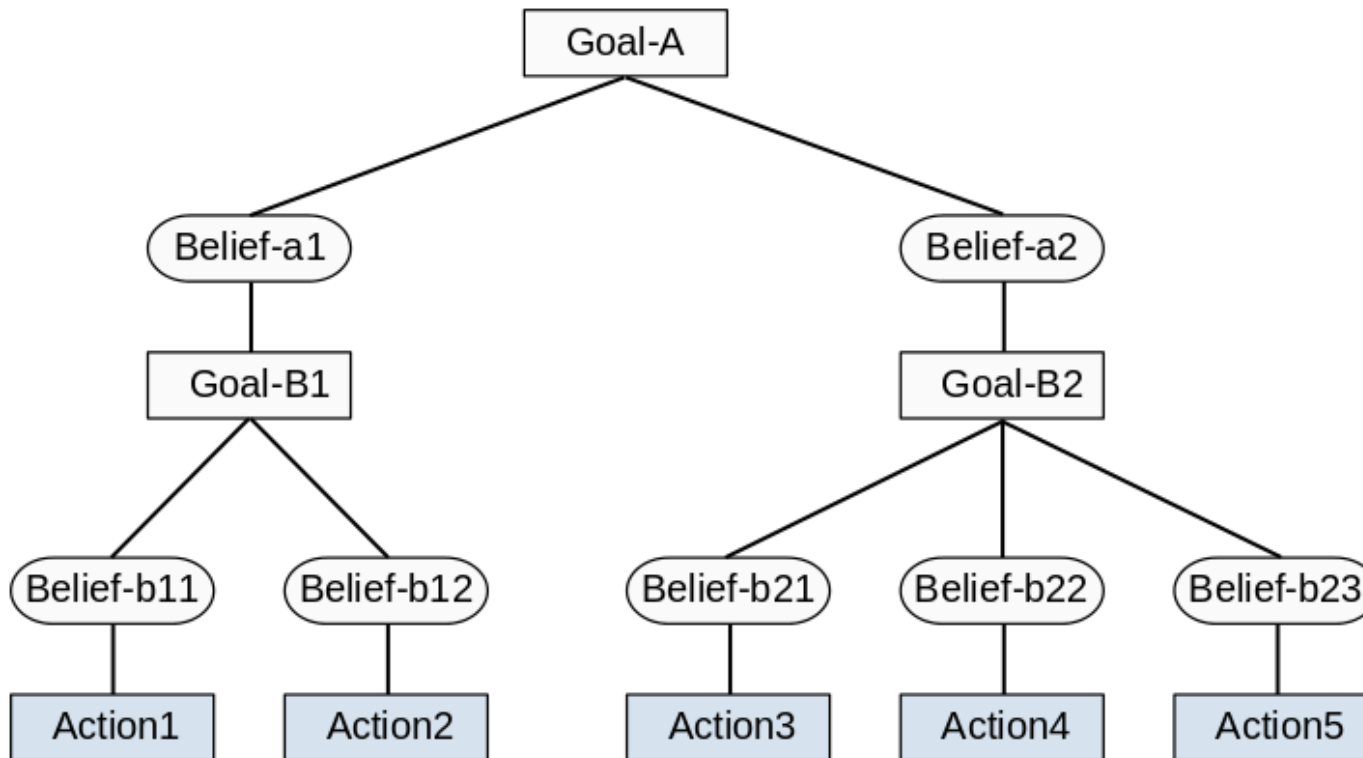 Goal-A
Belief-a1
Belief-a2
Goal-B1
Goal-B2
Belief-b11
Belief-b12
Belief-b21
Belief-b22
Belief-b23
Action1
Action2
Action3
Action4
Action5